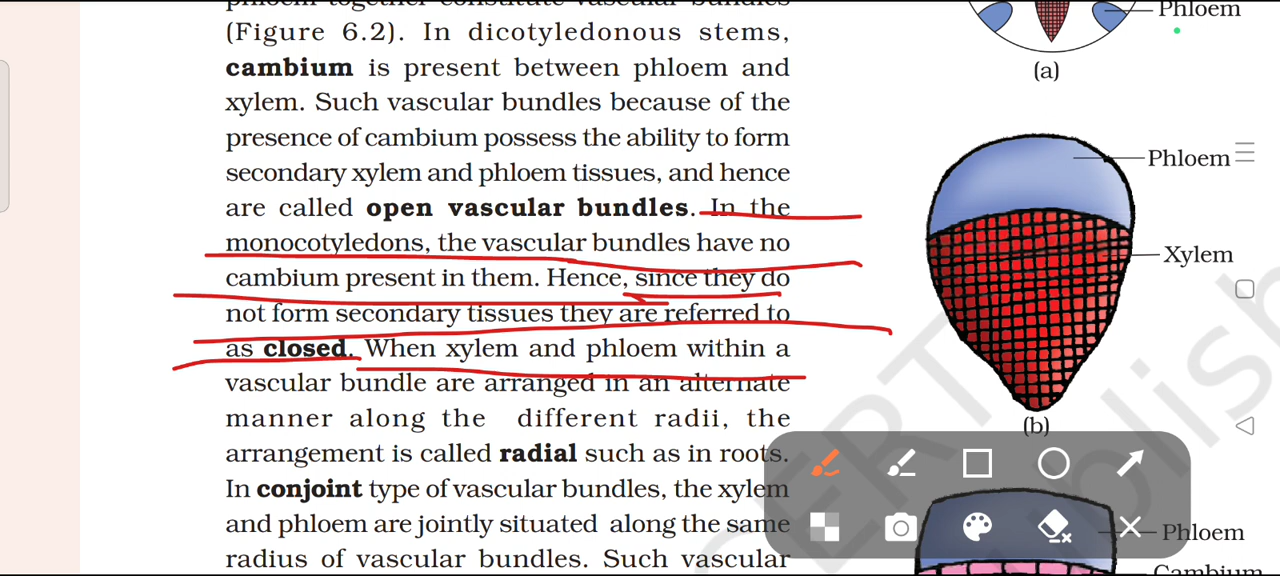 phloem together constitute vascular bundles
(Figure 6.2). In dicotyledonous stems,
cambium is present between phloem and
xylem. Such vascular bundles because of the
presence of cambium possess the ability to form
secondary xylem and phloem tissues, and hence
are called open vascular bundles. In the
monocotyledons, the vascular bundles have no
cambium present in them. Hence, since they do
not form secondary tissues they are referred to
as closed. When xylem and phloem within a
vascular bundle are arranged in an alternate
manner along the different radii, the
arrangement is called radial such as in roots.
In conjoint type of vascular bundles, the xylem
and phloem are jointly situated along the same
radius of vascular bundles. Such vascular
Phloem
(a)
Phloem
Xylem
(b)
Phloem
Cambium